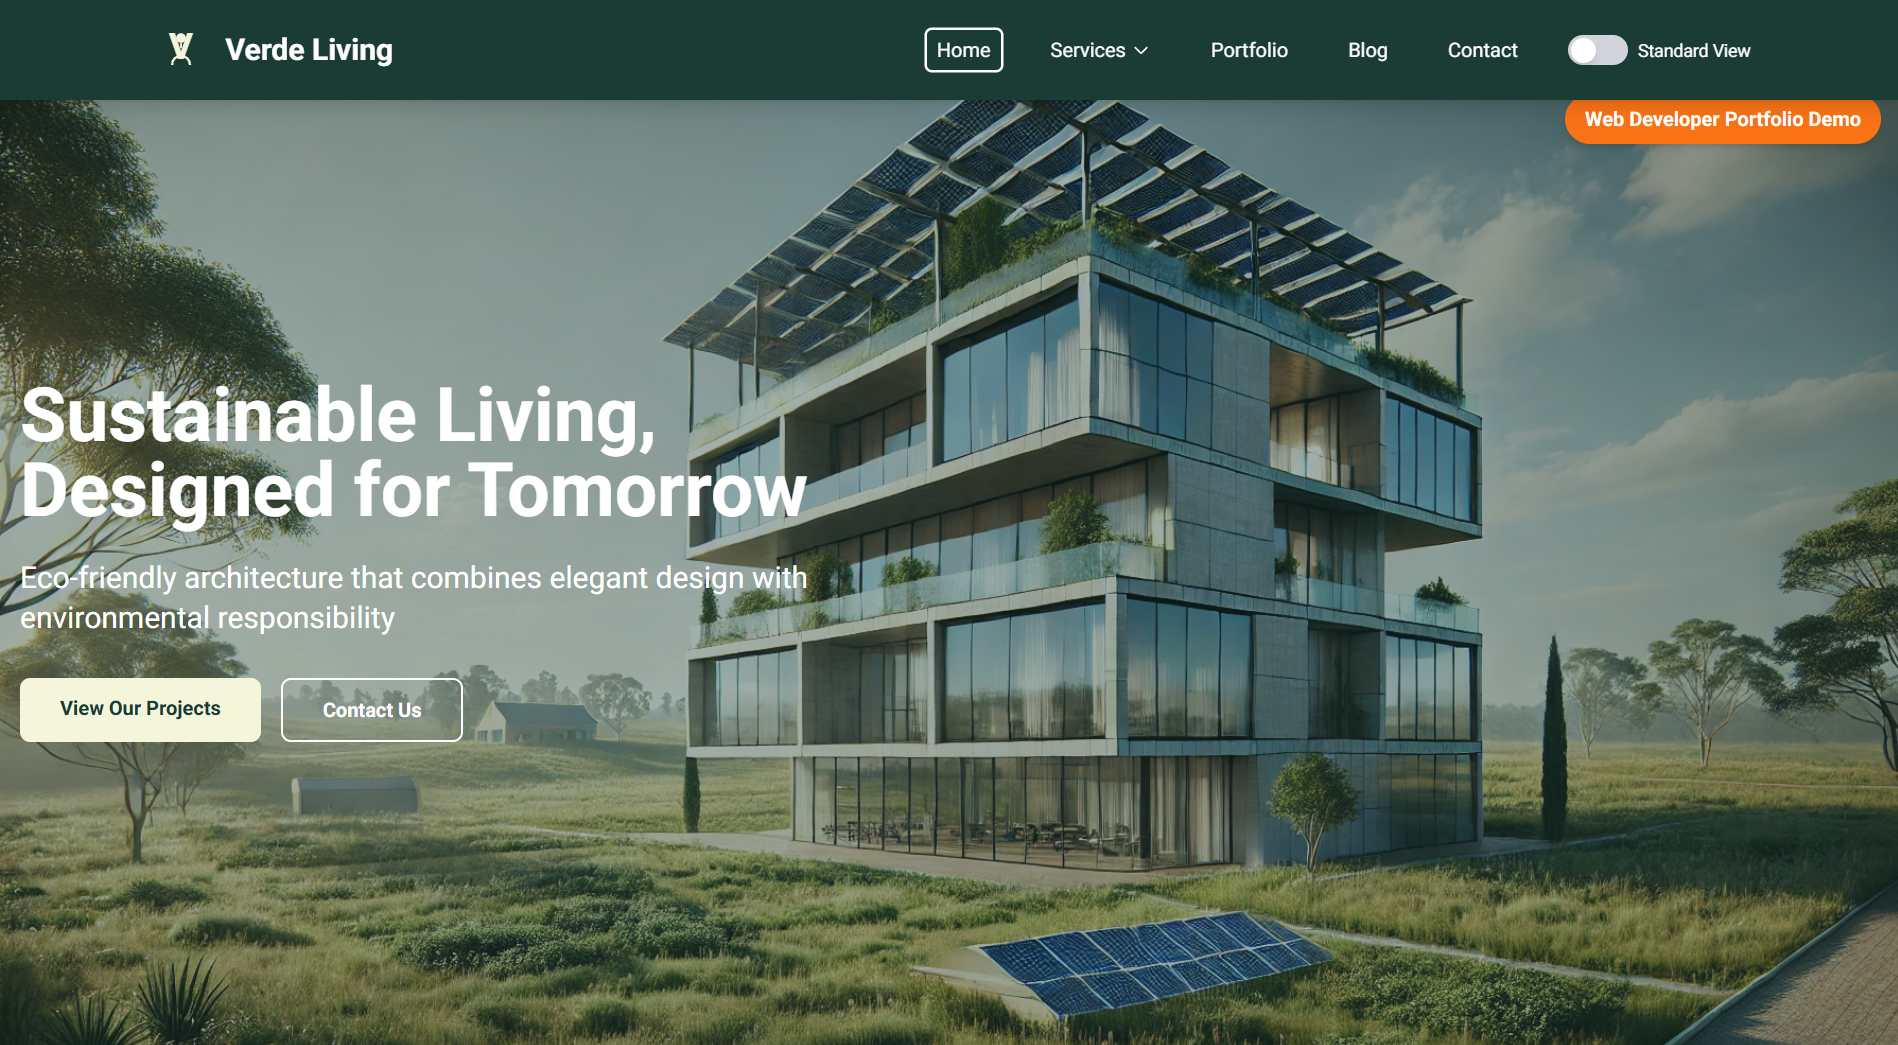 Verde Living
Home
Services
Portfolio
Blog
Contact
Standard View
Web Developer Portfolio Demo
Sustainable Living,
Designed for Tomorrow
Eco-friendly architecture that combines elegant design with
environmental responsibility
View Our Projects
Contact Us